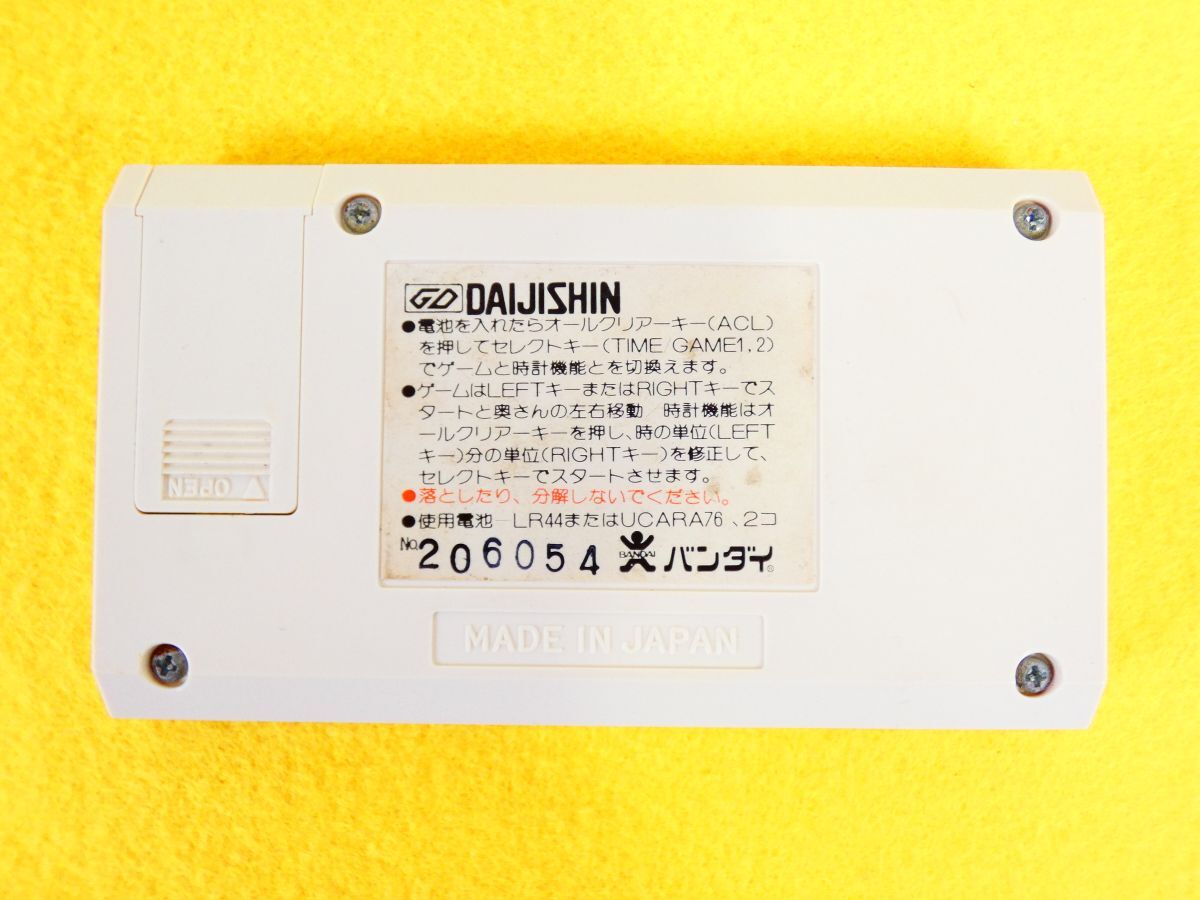 GD DAIJISHIN
●電池を入れたらオールクリアーキー(ACL)
を押してセレクトキー(TIME/GAME1,2)
でゲームと時計機能とを切換えます。
●ゲームはLEFTキーまたはRIGHTキーでス
タートと奥さんの左右移動/時計機能はオ
ールクリアーキーを押し、時の単位(LEFT
キー)分の単位(RIGHTキー)を修正して、
セレクトキーでスタートさせます。
●落としたり、分解しないでください。
●使用電池—LR44またはUCARA76、2コ
No.206054 BANDAI バンダイ®
MADE IN JAPAN
△ OPEN